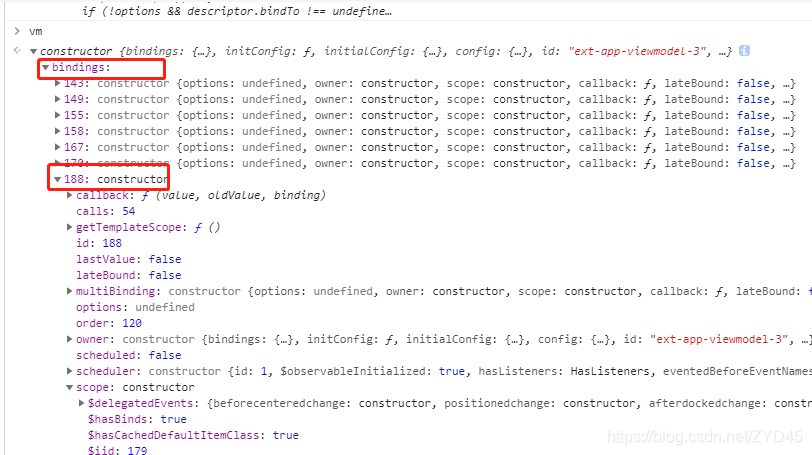 if (!options && descriptor.bindTo !== undefine…
> vm
constructor {bindings: {…}, initConfig: ƒ, initialConfig: {…}, config: {…}, id: "ext-app-viewmodel-3", …}
bindings:
143: constructor {options: undefined, owner: constructor, scope: constructor, callback: ƒ, lateBound: false, …}
149: constructor {options: undefined, owner: constructor, scope: constructor, callback: ƒ, lateBound: false, …}
155: constructor {options: undefined, owner: constructor, scope: constructor, callback: ƒ, lateBound: false, …}
158: constructor {options: undefined, owner: constructor, scope: constructor, callback: ƒ, lateBound: false, …}
167: constructor {options: undefined, owner: constructor, scope: constructor, callback: ƒ, lateBound: false, …}
170: constructor {options: undefined, owner: constructor, scope: constructor, callback: ƒ, lateBound: false, …}
188: constructor
callback: ƒ (value, oldValue, binding)
calls: 54
getTemplateScope: ƒ ()
id: 188
lastValue: false
lateBound: false
multiBinding: constructor {options: undefined, owner: constructor, scope: constructor, callback: ƒ, lateBound: f
options: undefined
order: 120
owner: constructor {bindings: {…}, initConfig: ƒ, initialConfig: {…}, config: {…}, id: "ext-app-viewmodel-3", …
scheduled: false
scheduler: constructor {id: 1, $observableInitialized: true, hasListeners: HasListeners, eventedBeforeEventNames
scope: constructor
$delegatedEvents: {beforecenteredchange: constructor, positionedchange: constructor, afterdockedchange: const
$hasBinds: true
$hasCachedDefaultItemClass: true
$iid: 179
https://blog.csdn.net/ZYD45